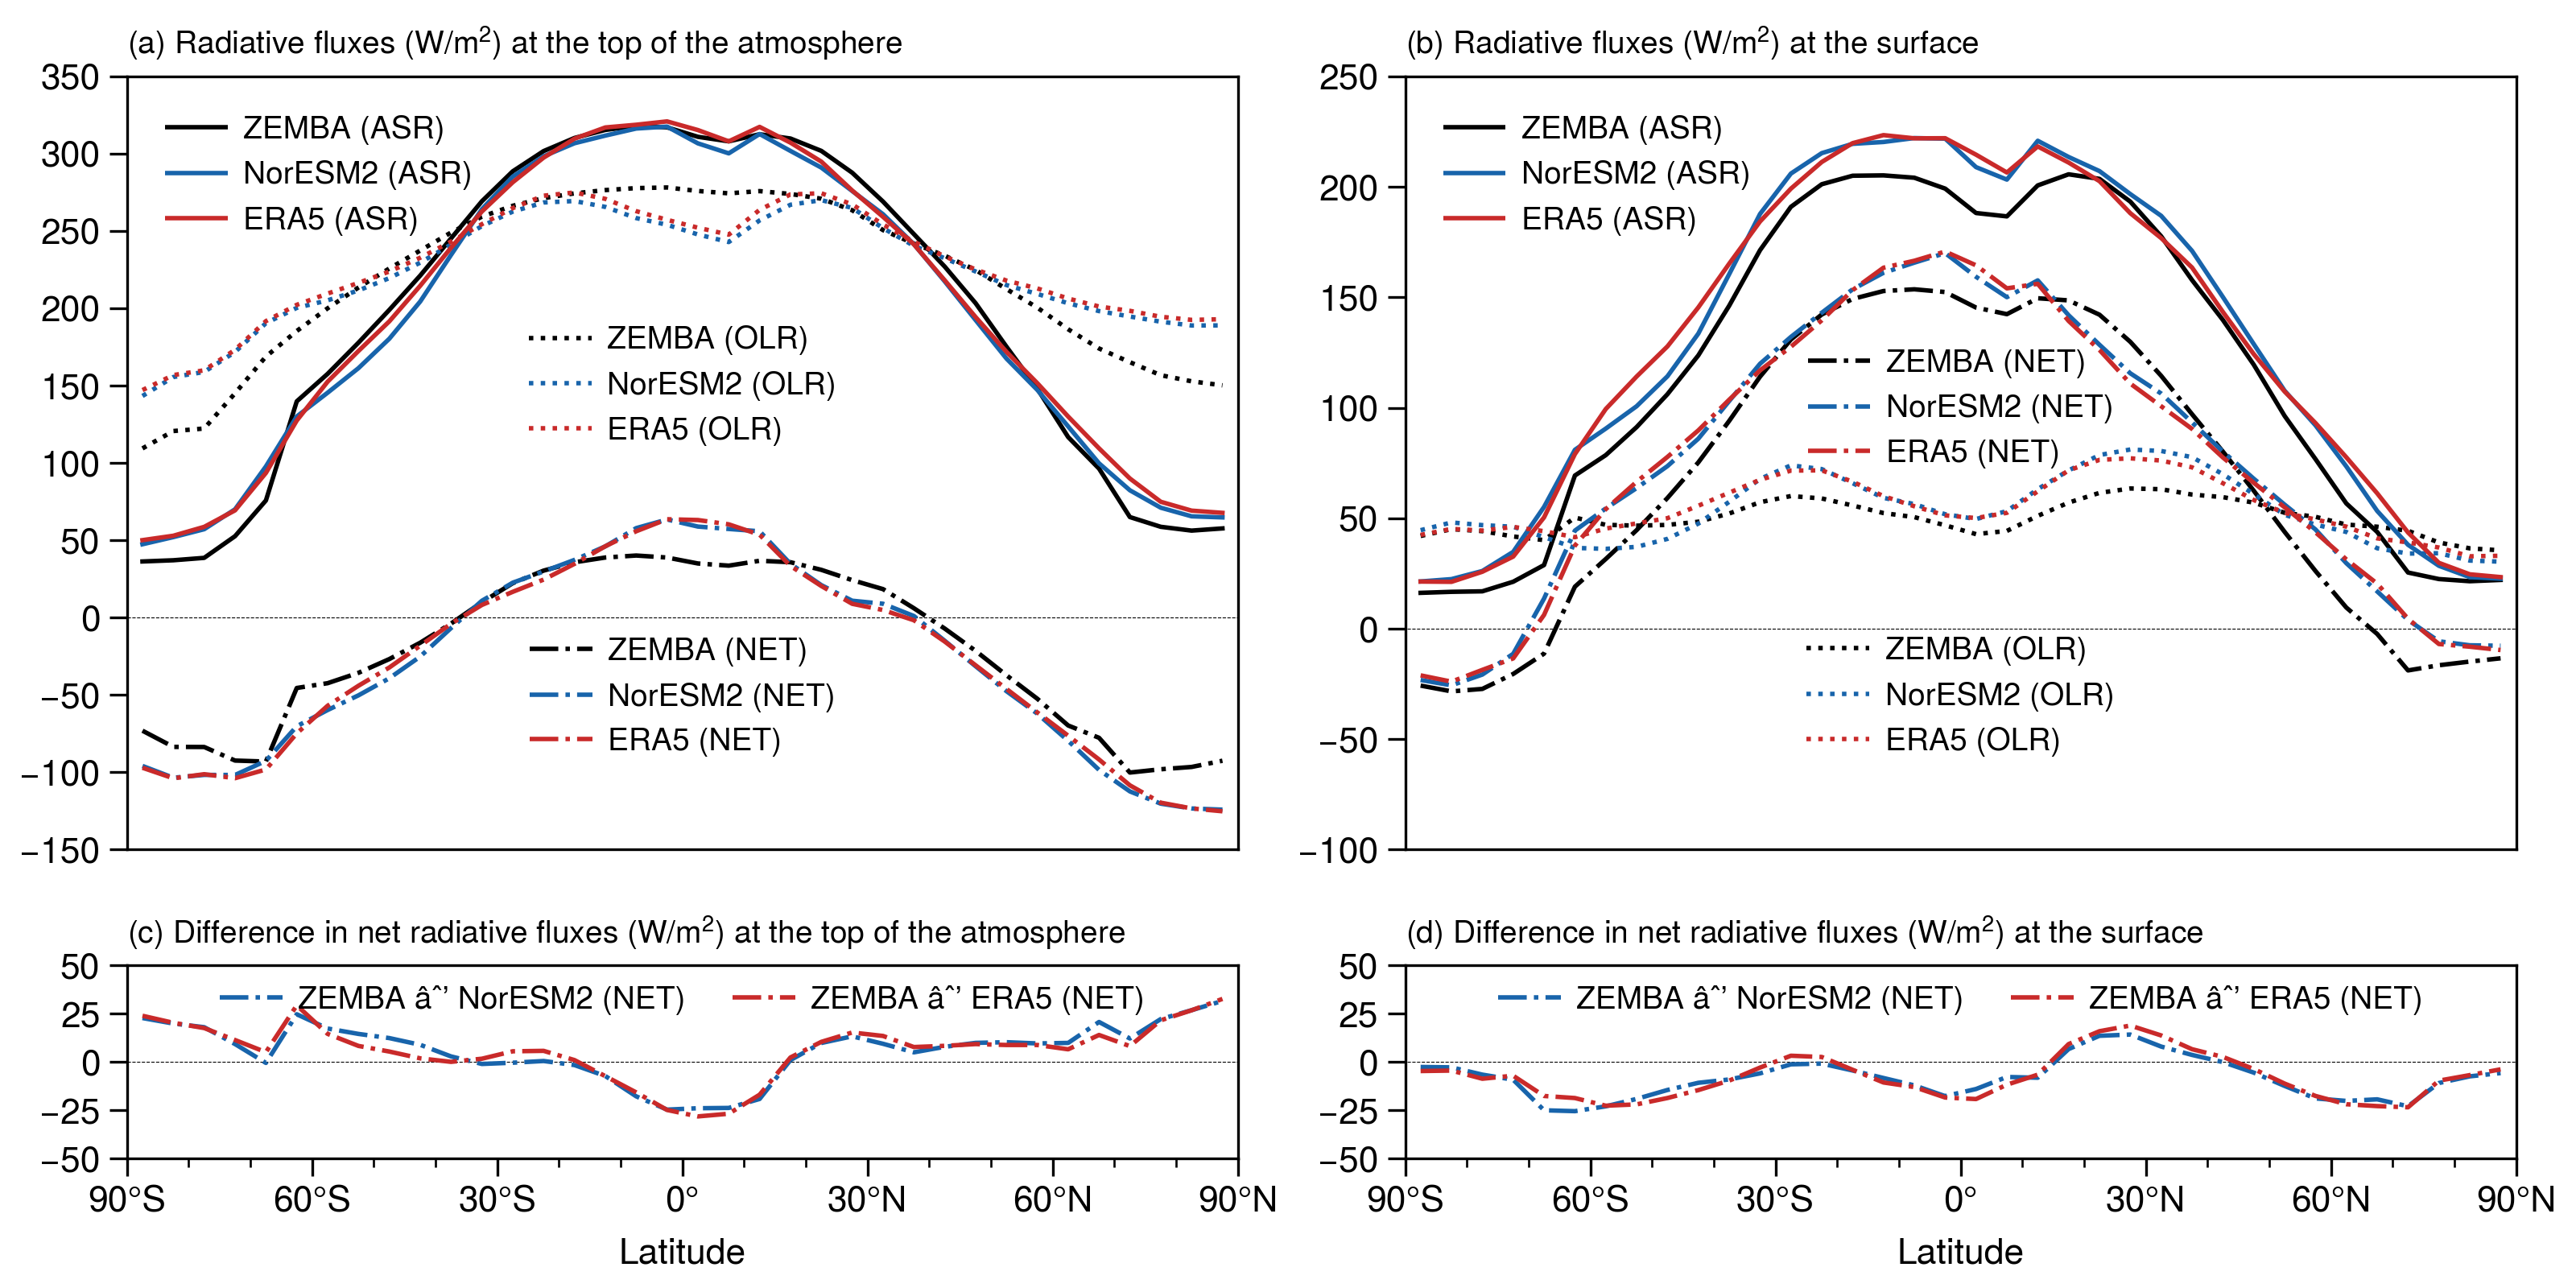 (a) Radiative fluxes (W/m²) at the top of the atmosphere
350
300
250
200
150
100
50
0
−50
−100
−150
ZEMBA (ASR)
NorESM2 (ASR)
ERA5 (ASR)
ZEMBA (OLR)
NorESM2 (OLR)
ERA5 (OLR)
ZEMBA (NET)
NorESM2 (NET)
ERA5 (NET)
(b) Radiative fluxes (W/m²) at the surface
250
200
150
100
50
0
−50
−100
ZEMBA (ASR)
NorESM2 (ASR)
ERA5 (ASR)
ZEMBA (NET)
NorESM2 (NET)
ERA5 (NET)
ZEMBA (OLR)
NorESM2 (OLR)
ERA5 (OLR)
(c) Difference in net radiative fluxes (W/m²) at the top of the atmosphere
50
25
0
−25
−50
ZEMBA âˆ’ NorESM2 (NET)
ZEMBA âˆ’ ERA5 (NET)
90°S 60°S 30°S 0° 30°N 60°N 90°N
Latitude
(d) Difference in net radiative fluxes (W/m²) at the surface
50
25
0
−25
−50
ZEMBA âˆ’ NorESM2 (NET)
ZEMBA âˆ’ ERA5 (NET)
90°S 60°S 30°S 0° 30°N 60°N 90°N
Latitude